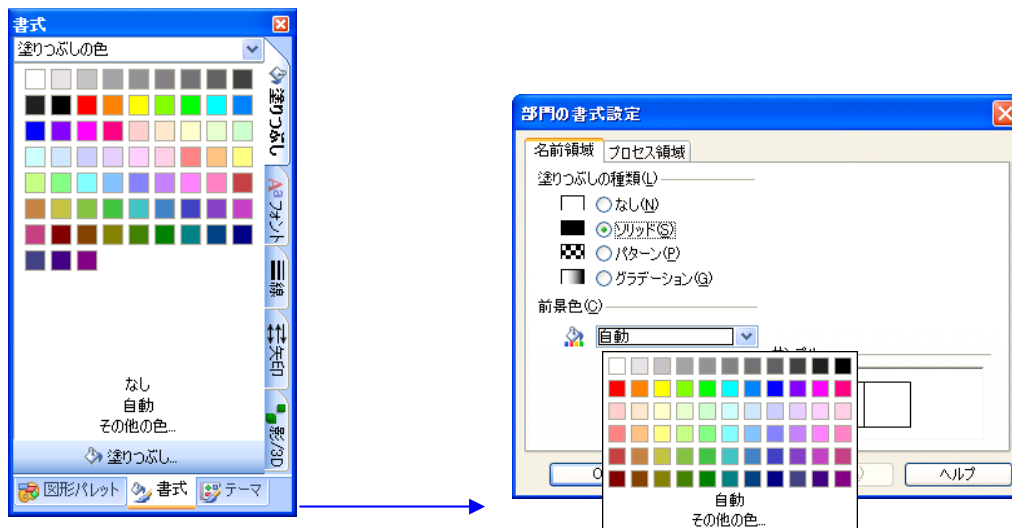 書式
塗りつぶしの色
塗りつぶし
Aaフォント
線
矢印
影/3D
なし
自動
その他の色...
塗りつぶし...
図形パレット
書式
テーマ
部門の書式設定
名前領域
プロセス領域
塗りつぶしの種類(L)
なし(N)
ソリッド(S)
パターン(P)
グラデーション(G)
前景色(C)
自動
ヘルプ
自動
その他の色...